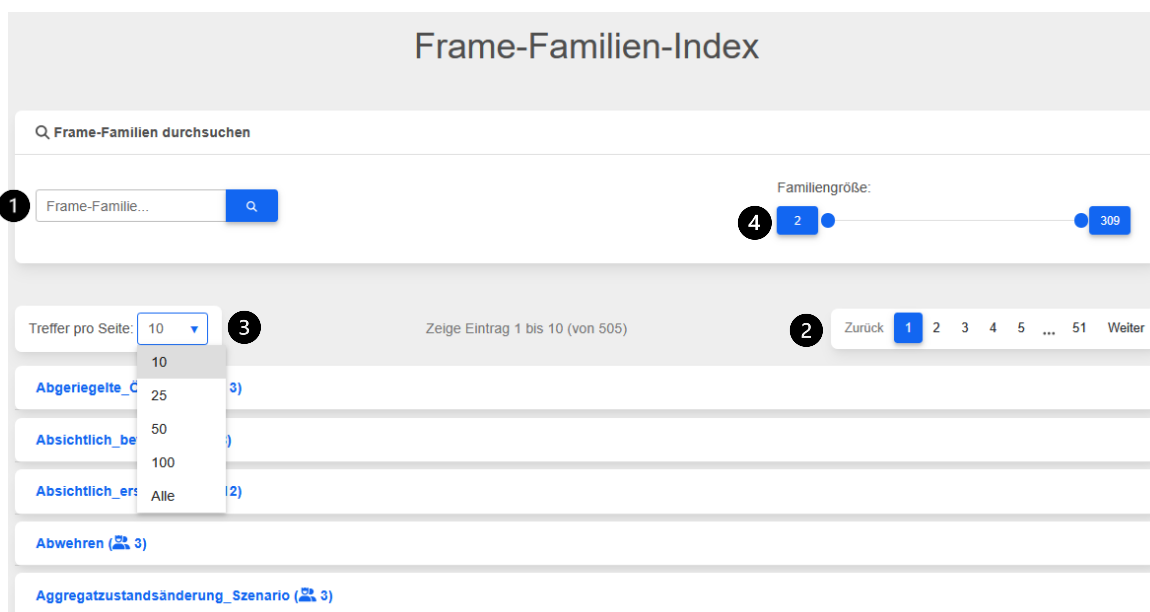 Frame-Familien-Index
Frame-Familien durchsuchen
Familiengröße:
1 Frame-Familie...
4 2 309
Treffer pro Seite: 10 3 Zeige Eintrag 1 bis 10 (von 505) 2 Zurück 1 2 3 4 5 ... 51 Weiter
10
Abgeriegelte_ 3)
25
50
Absichtlich_ )
100
Absichtlich_ 12)
Alle
Abwehren ( 3)
Aggregatzustandsänderung_Szenario ( 3)